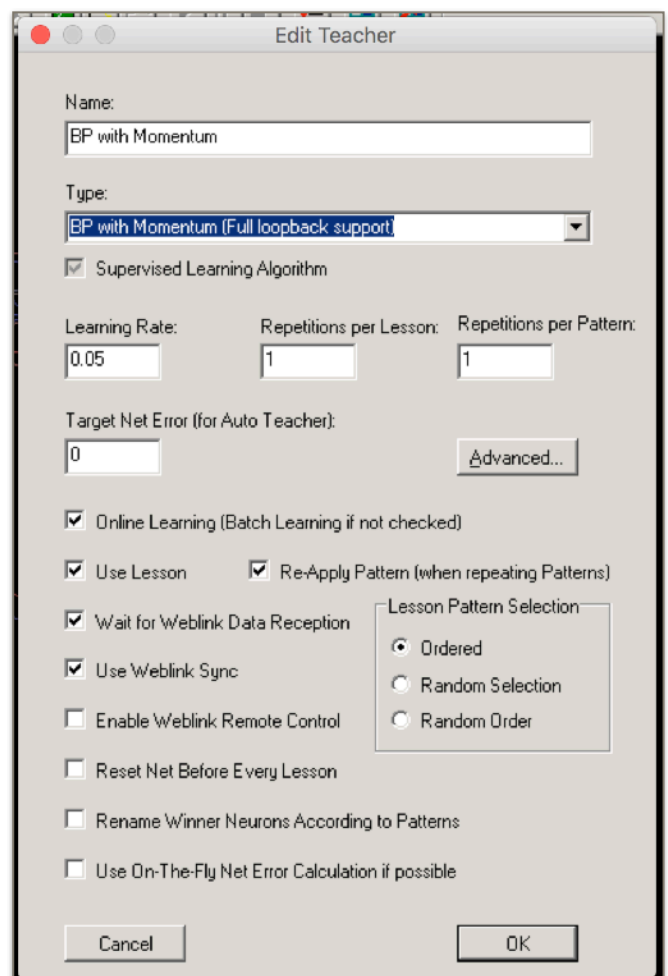 Edit Teacher
Name:
BP with Momentum
Type:
BP with Momentum (Full loopback support)
Supervised Learning Algorithm
Learning Rate: Repetitions per Lesson: Repetitions per Pattern:
0.05 1 1
Target Net Error (for Auto Teacher):
0
Advanced...
Online Learning (Batch Learning if not checked)
Use Lesson Re-Apply Pattern (when repeating Patterns)
Wait for Weblink Data Reception
Use Weblink Sync
Enable Weblink Remote Control
Lesson Pattern Selection
Ordered
Random Selection
Random Order
Reset Net Before Every Lesson
Rename Winner Neurons According to Patterns
Use On-The-Fly Net Error Calculation if possible
Cancel OK